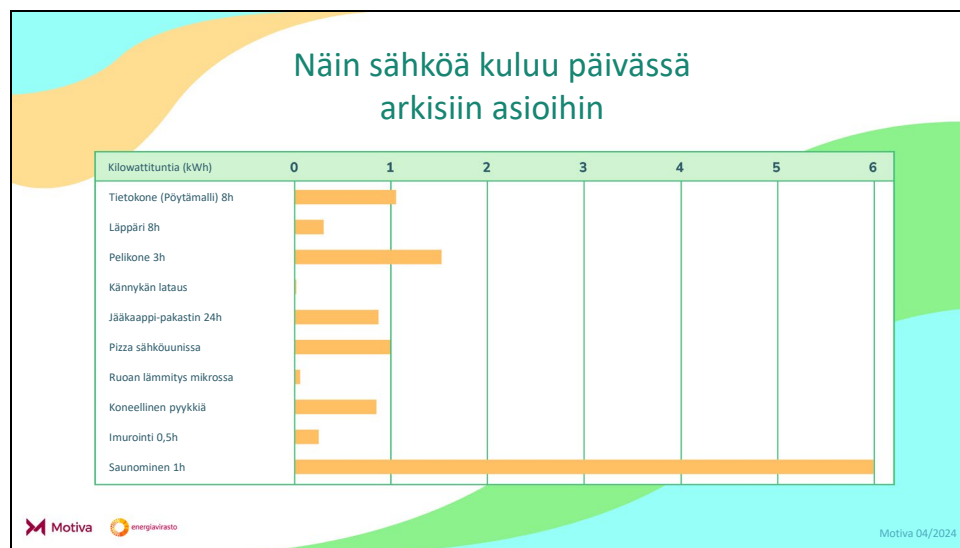 Näin sähköä kuluu päivässä
arkisiin asioihin
Kilowattituntia (kWh) 0 1 2 3 4 5 6
Tietokone (Pöytämalli) 8h
Läppäri 8h
Pelikone 3h
Kännykän lataus
Jääkaappi-pakastin 24h
Pizza sähköuunissa
Ruoan lämmitys mikrossa
Koneellinen pyykkiä
Imurointi 0,5h
Saunominen 1h
Motiva energiavirasto Motiva 04/2024